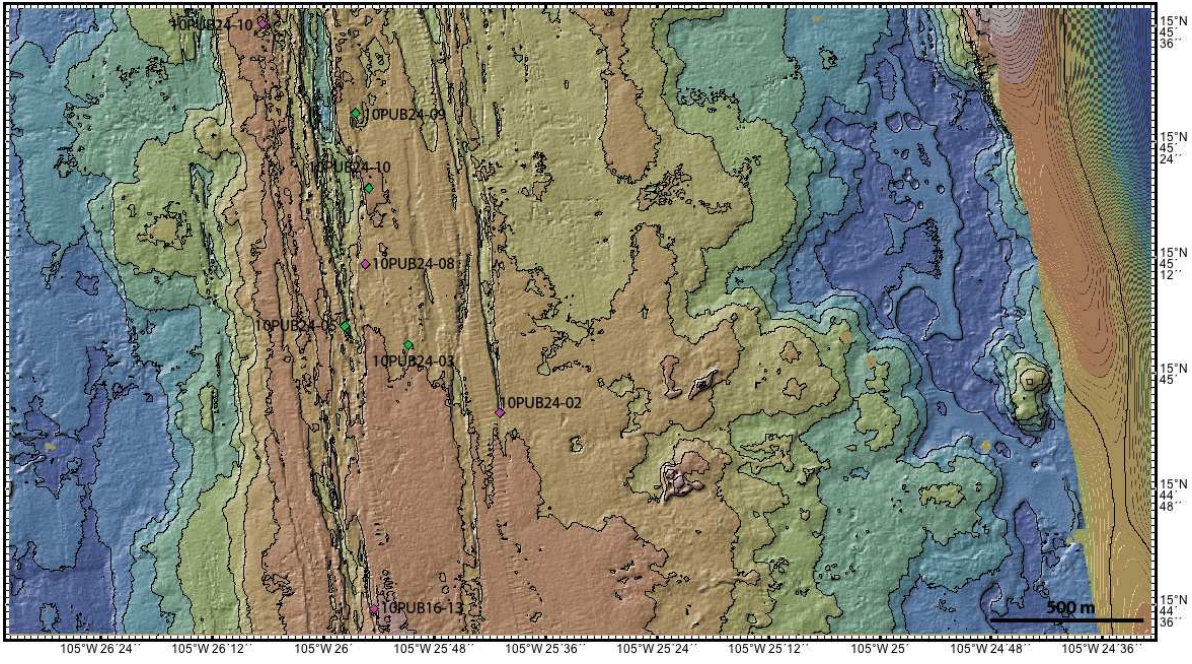 10PUB24-10
10PUB24-09
10PUB24-10
10PUB24-08
10PUB24-05
10PUB24-03
10PUB24-02
10PUB16-13
500 m
15°N
45´
36´´
15°N
45´
24´´
15°N
45´
12´´
15°N
45´
15°N
44´
48´´
15°N
44´
36´´
105°W 26´24´´
105°W 26´12´´
105°W 26´
105°W 25´48´´
105°W 25´36´´
105°W 25´24´´
105°W 25´12´´
105°W 25´
105°W 24´48´´
105°W 24´36´´